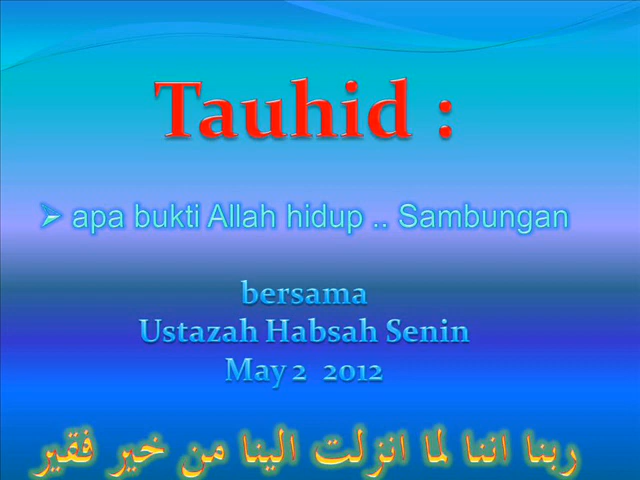 Tauhid :
➢ apa bukti Allah hidup .. Sambungan
bersama
Ustazah Habsah Senin
May 2 2012
ربنا اننا لما انزلت الينا من خير فقير